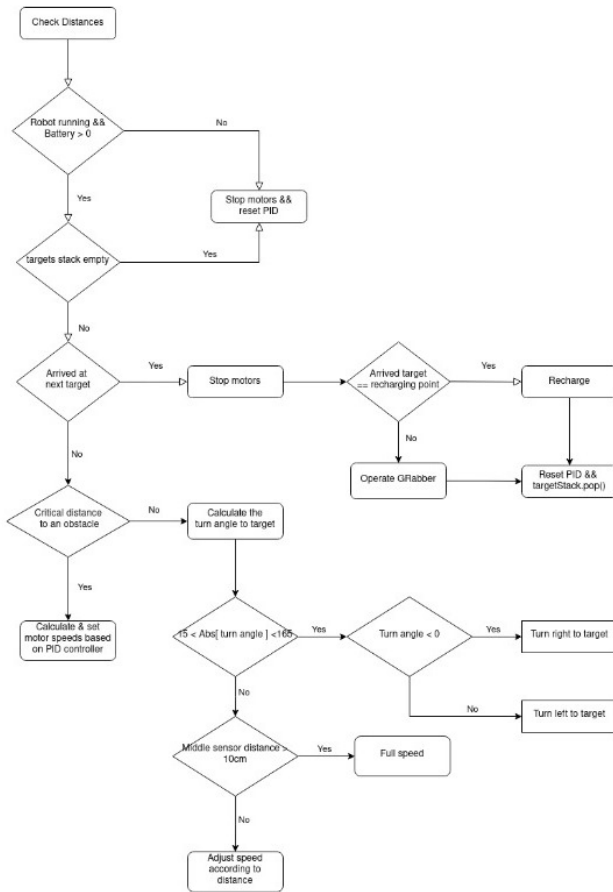 Check Distances
Robot running &&
Battery > 0
No
Stop motors &&
reset PID
Yes
targets stack empty
Yes
No
Arrived at
next target
Yes
Stop motors
Arrived target
== recharging point
Yes
Recharge
No
No
Operate GRabber
Reset PID &&
targetStack.pop()
Critical distance
to an obstacle
No
Calculate the
turn angle to target
Yes
Calculate & set
motor speeds based
on PID controller
15 < Abs[ turn angle ] <165
Yes
Turn angle < 0
Yes
Turn right to target
No
No
Turn left to target
Middle sensor distance >
10cm
Yes
Full speed
No
Adjust speed
according to
distance